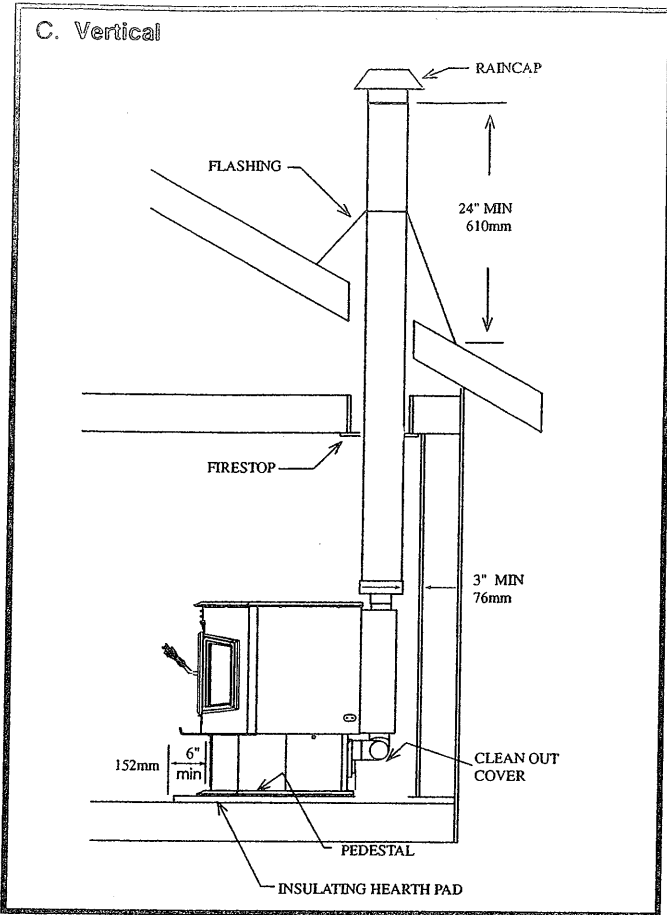 C. Vertical
RAINCAP
FLASHING
24" MIN
610mm
FIRESTOP
3" MIN
76mm
152mm
6"
min
CLEAN OUT
COVER
PEDESTAL
INSULATING HEARTH PAD